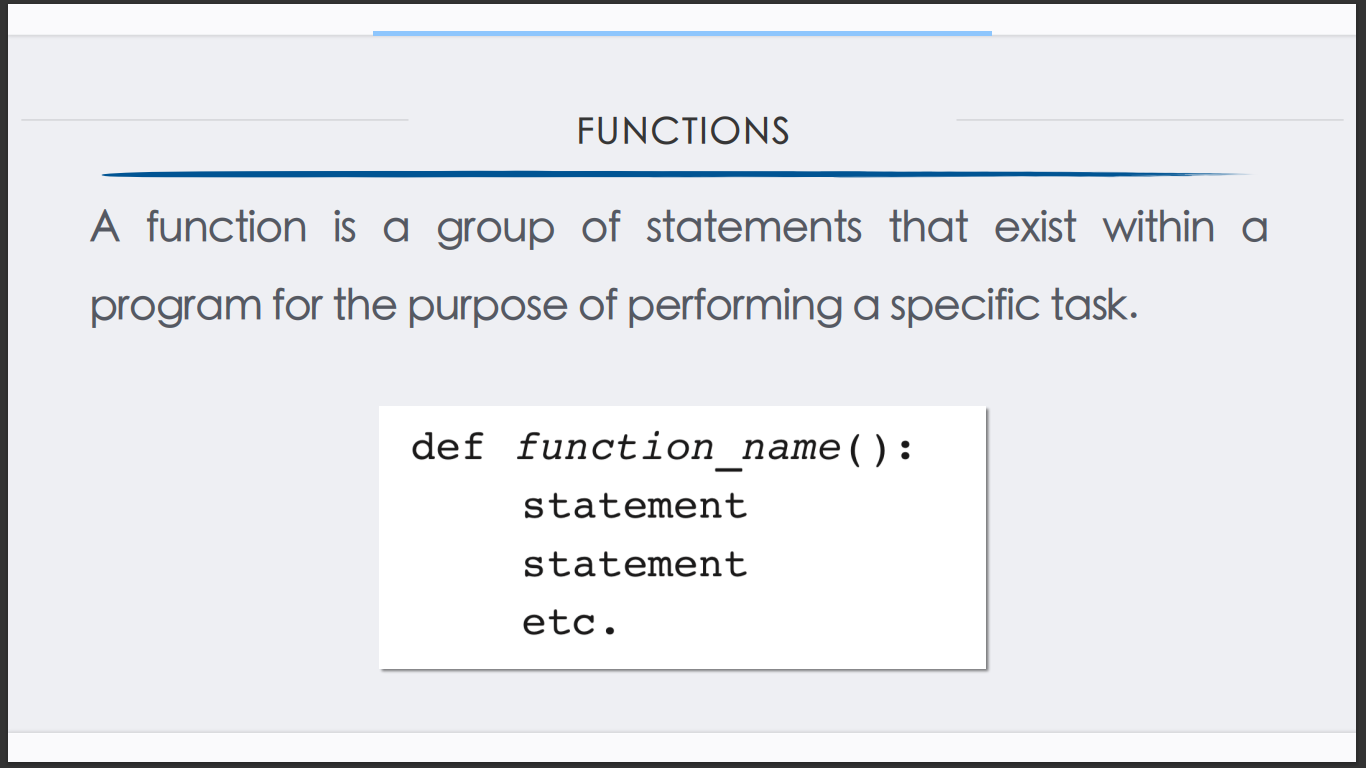 FUNCTIONS
A function is a group of statements that exist within a
program for the purpose of performing a specific task.
def function_name():
statement
statement
etc.